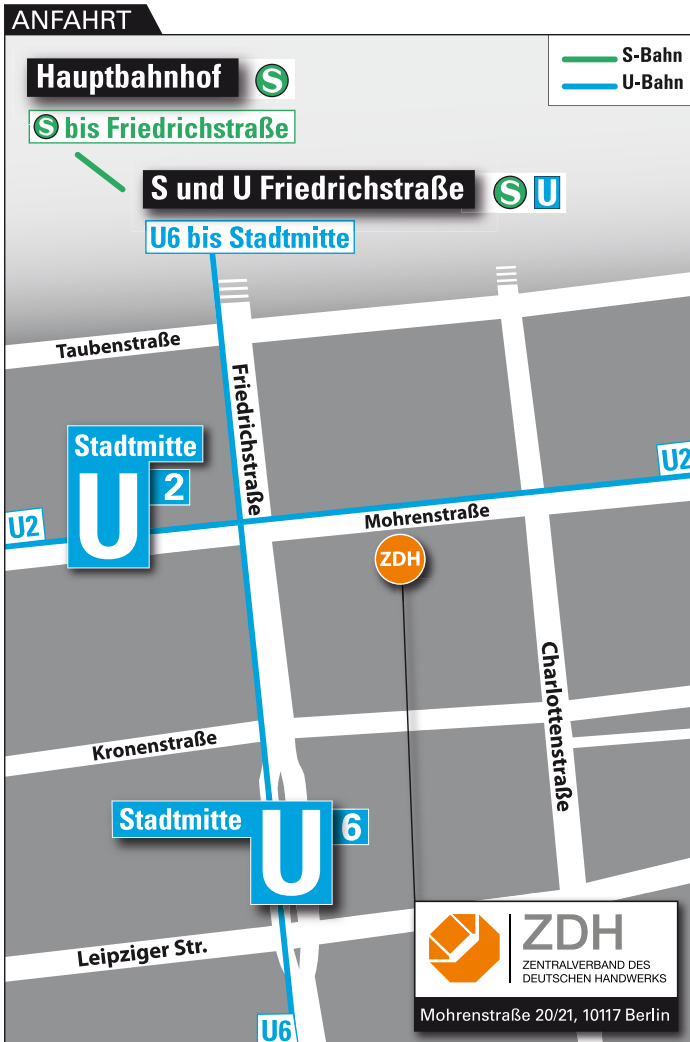 ANFAHRT
S-Bahn
U-Bahn
Hauptbahnhof S
S bis Friedrichstraße
S und U Friedrichstraße S U
U6 bis Stadtmitte
Taubenstraße
Friedrichstraße
Stadtmitte
U 2
U2
U2
Mohrenstraße
ZDH
Charlottenstraße
Kronenstraße
Stadtmitte U 6
Leipziger Str.
U6
ZDH
ZENTRALVERBAND DES
DEUTSCHEN HANDWERKS
Mohrenstraße 20/21, 10117 Berlin